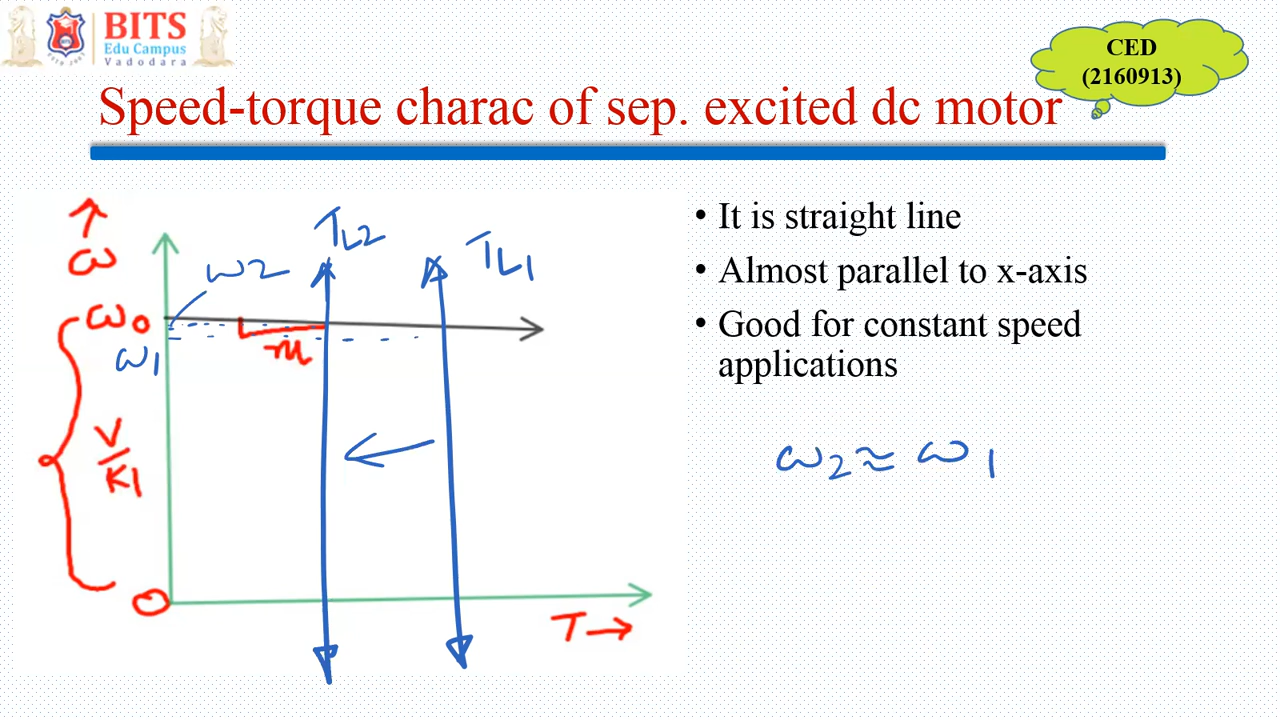 BITS
Edu Campus
Vadodara
CED
(2160913)
Speed-torque charac of sep. excited dc motor
ω
TL2
TL1
ω2
ω0
ω1
m
V/K1
O
T→
• It is straight line
• Almost parallel to x-axis
• Good for constant speed
applications
ω2≈ω1